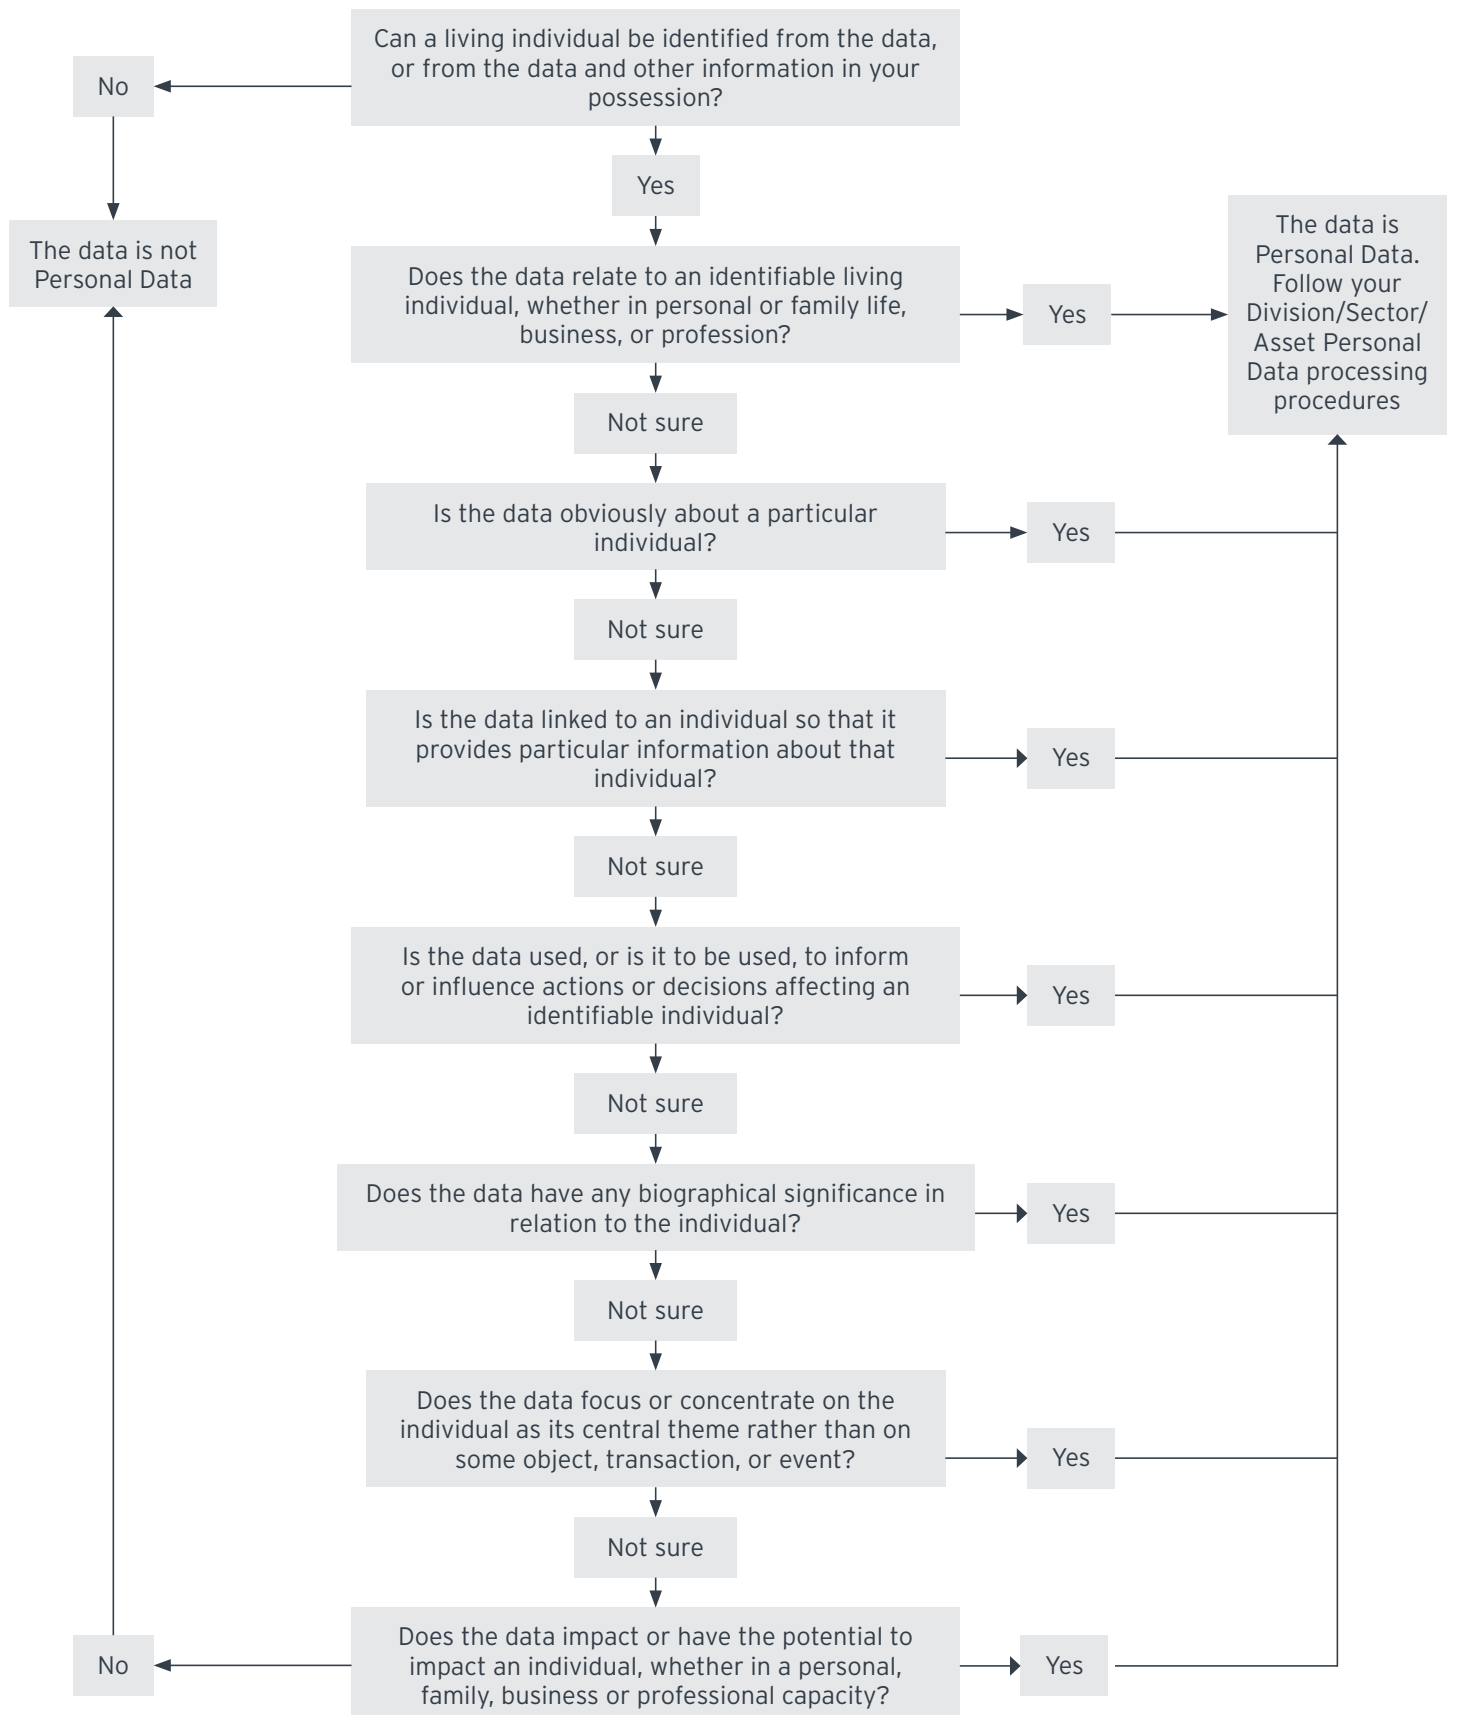 Can a living individual be identified from the data,
or from the data and other information in your
possession?
No
Yes
The data is not
Personal Data
Does the data relate to an identifiable living
individual, whether in personal or family life,
business, or profession?
Yes
The data is
Personal Data.
Follow your
Division/Sector/
Asset Personal
Data processing
procedures
Not sure
Is the data obviously about a particular
individual?
Yes
Not sure
Is the data linked to an individual so that it
provides particular information about that
individual?
Yes
Not sure
Is the data used, or is it to be used, to inform
or influence actions or decisions affecting an
identifiable individual?
Yes
Not sure
Does the data have any biographical significance in
relation to the individual?
Yes
Not sure
Does the data focus or concentrate on the
individual as its central theme rather than on
some object, transaction, or event?
Yes
Not sure
Does the data impact or have the potential to
impact an individual, whether in a personal,
family, business or professional capacity?
No
Yes